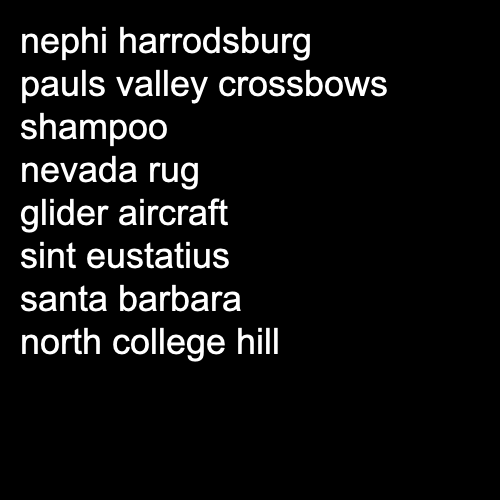 nephi harrodsburg
pauls valley crossbows
shampoo
nevada rug
glider aircraft
sint eustatius
santa barbara
north college hill